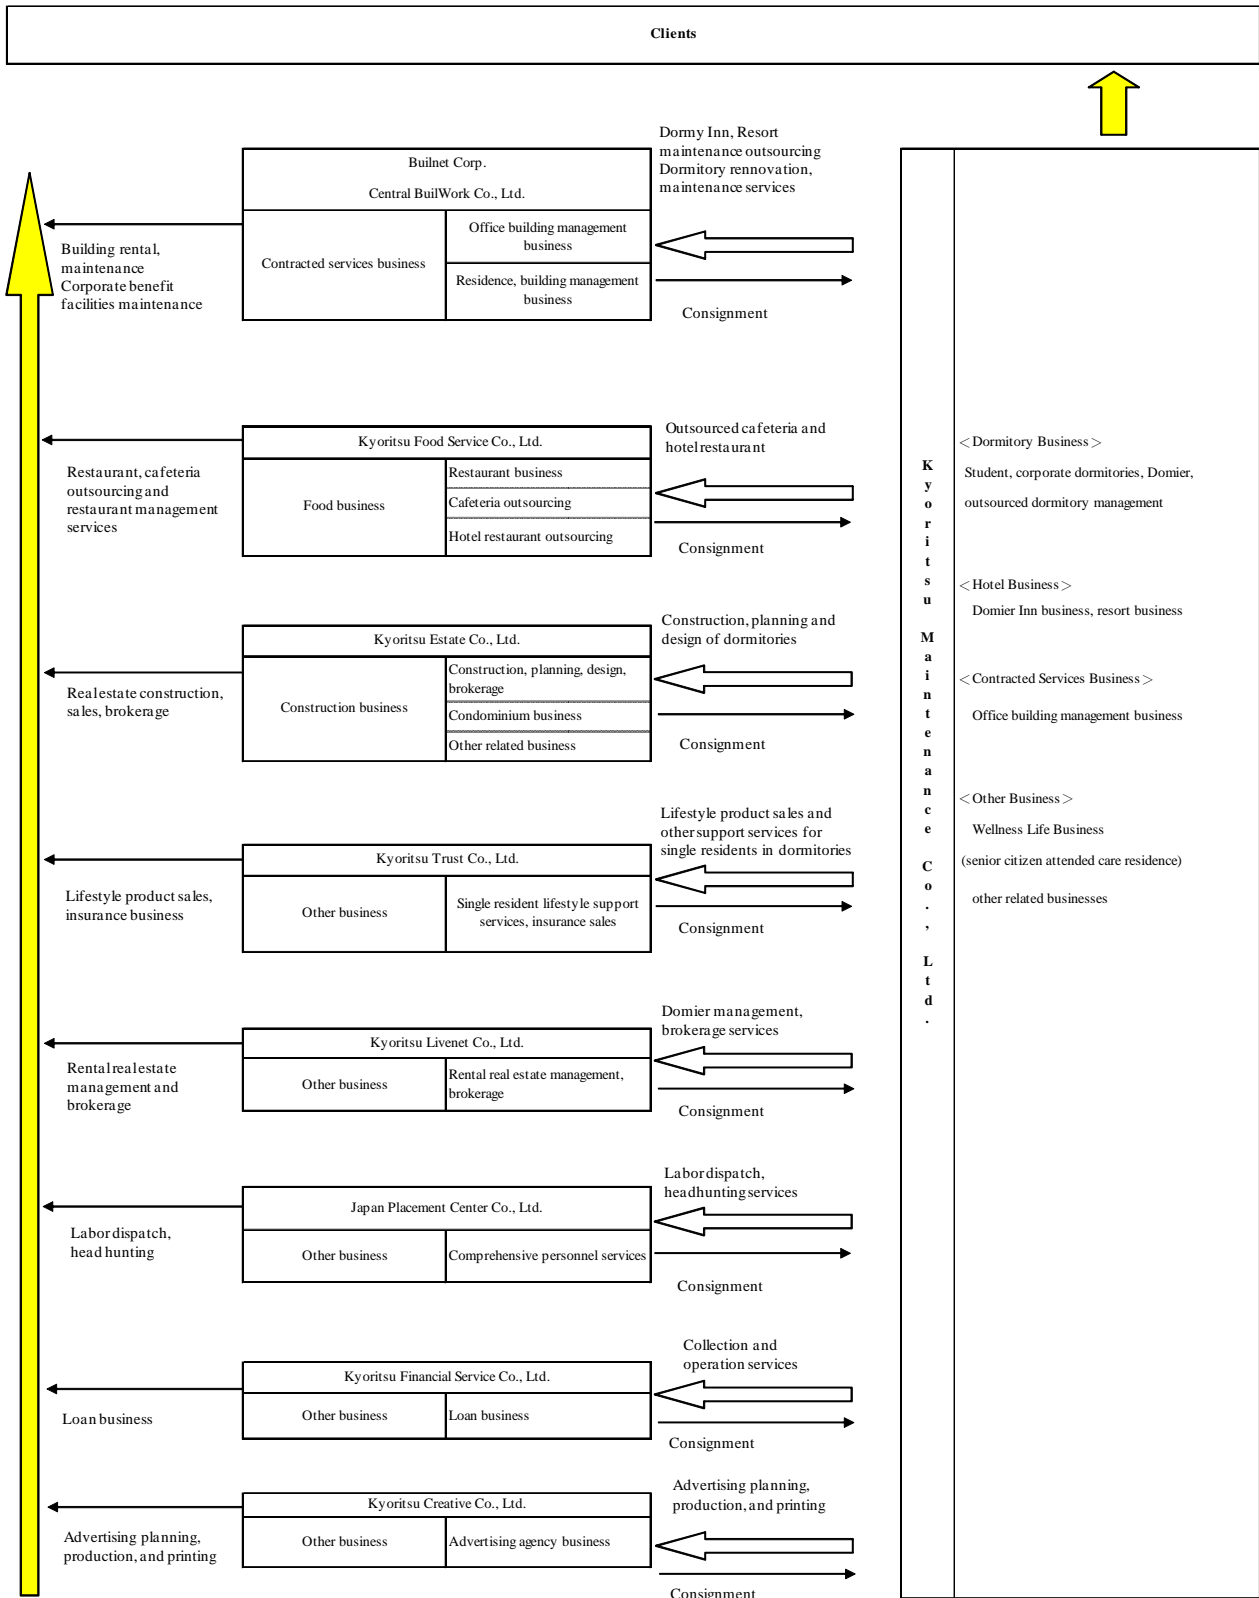 Clients
Dormy Inn, Resort
maintenance outsourcing
Dormitory rennovation,
maintenance services
Builnet Corp.
Central BuilWork Co., Ltd.
Contracted services business
Office building management
business
Residence, building management
business
Building rental,
maintenance
Corporate benefit
facilities maintenance
Consignment
Outsourced cafeteria and
hotel restaurant
Kyoritsu Food Service Co., Ltd.
Food business
Restaurant business
Cafeteria outsourcing
Hotel restaurant outsourcing
Restaurant, cafeteria
outsourcing and
restaurant management
services
Consignment
Construction, planning and
design of dormitories
Kyoritsu Estate Co., Ltd.
Construction business
Construction, planning, design,
brokerage
Condominium business
Other related business
Real estate construction,
sales, brokerage
Consignment
Lifestyle product sales and
other support services for
single residents in dormitories
Kyoritsu Trust Co., Ltd.
Other business
Single resident lifestyle support
services, insurance sales
Lifestyle product sales,
insurance business
Consignment
Domier management,
brokerage services
Kyoritsu Livenet Co., Ltd.
Other business
Rental real estate management,
brokerage
Rental real estate
management and
brokerage
Consignment
Labor dispatch,
headhunting services
Japan Placement Center Co., Ltd.
Other business
Comprehensive personnel services
Labor dispatch,
head hunting
Consignment
Collection and
operation services
Kyoritsu Financial Service Co., Ltd.
Other business
Loan business
Loan business
Consignment
Advertising planning,
production, and printing
Kyoritsu Creative Co., Ltd.
Other business
Advertising agency business
Advertising planning,
production, and printing
Consignment
Kyoritsu Maintenance Co., Ltd.
<Dormitory Business>
Student, corporate dormitories, Domier,
outsourced dormitory management
<Hotel Business>
Domier Inn business, resort business
<Contracted Services Business>
Office building management business
<Other Business>
Wellness Life Business
(senior citizen attended care residence)
other related businesses